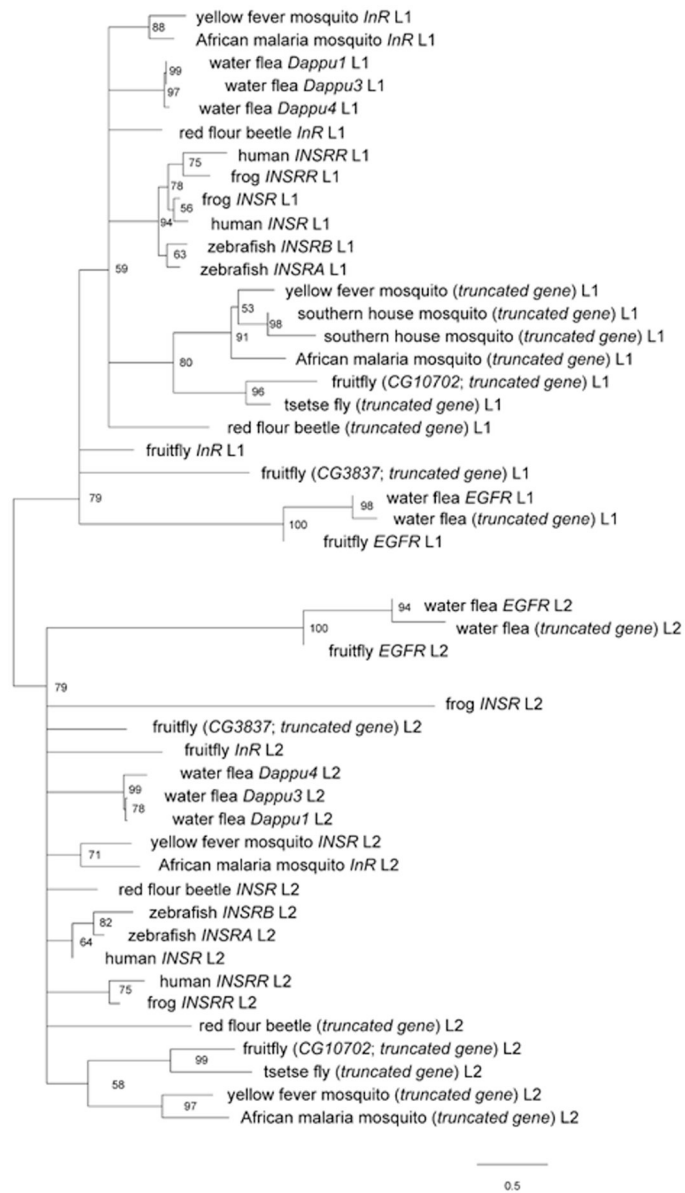 yellow fever mosquito InR L1
88
African malaria mosquito InR L1
water flea Dappu1 L1
99
water flea Dappu3 L1
97
water flea Dappu4 L1
red flour beetle InR L1
human INSRR L1
75
frog INSRR L1
78
frog INSR L1
56
94
human INSR L1
zebrafish INSRB L1
63
zebrafish INSRA L1
59
yellow fever mosquito (truncated gene) L1
53
southern house mosquito (truncated gene) L1
98
91
southern house mosquito (truncated gene) L1
African malaria mosquito (truncated gene) L1
80
fruitfly (CG10702; truncated gene) L1
96
tsetse fly (truncated gene) L1
red flour beetle (truncated gene) L1
fruitfly InR L1
fruitfly (CG3837; truncated gene) L1
79
water flea EGFR L1
98
water flea (truncated gene) L1
100
fruitfly EGFR L1
94
water flea EGFR L2
100
water flea (truncated gene) L2
fruitfly EGFR L2
79
frog INSR L2
fruitfly (CG3837; truncated gene) L2
fruitfly InR L2
water flea Dappu4 L2
99
water flea Dappu3 L2
78
water flea Dappu1 L2
yellow fever mosquito INSR L2
71
African malaria mosquito InR L2
red flour beetle INSR L2
zebrafish INSRB L2
82
zebrafish INSRA L2
64
human INSR L2
human INSRR L2
75
frog INSRR L2
red flour beetle (truncated gene) L2
fruitfly (CG10702; truncated gene) L2
99
tsetse fly (truncated gene) L2
58
yellow fever mosquito (truncated gene) L2
97
African malaria mosquito (truncated gene) L2
0.5